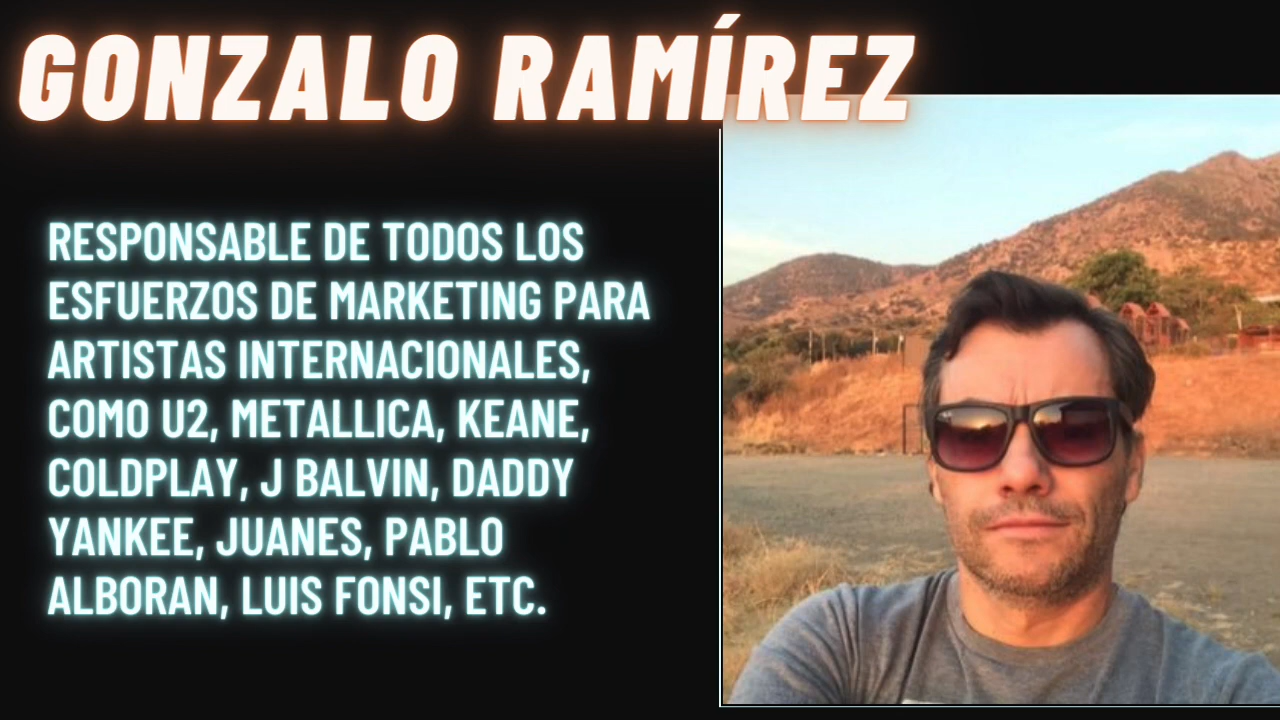 GONZALO RAMÍREZ
RESPONSABLE DE TODOS LOS
ESFUERZOS DE MARKETING PARA
ARTISTAS INTERNACIONALES,
COMO U2, METALLICA, KEANE,
COLDPLAY, J BALVIN, DADDY
YANKEE, JUANES, PABLO
ALBORAN, LUIS FONSI, ETC.